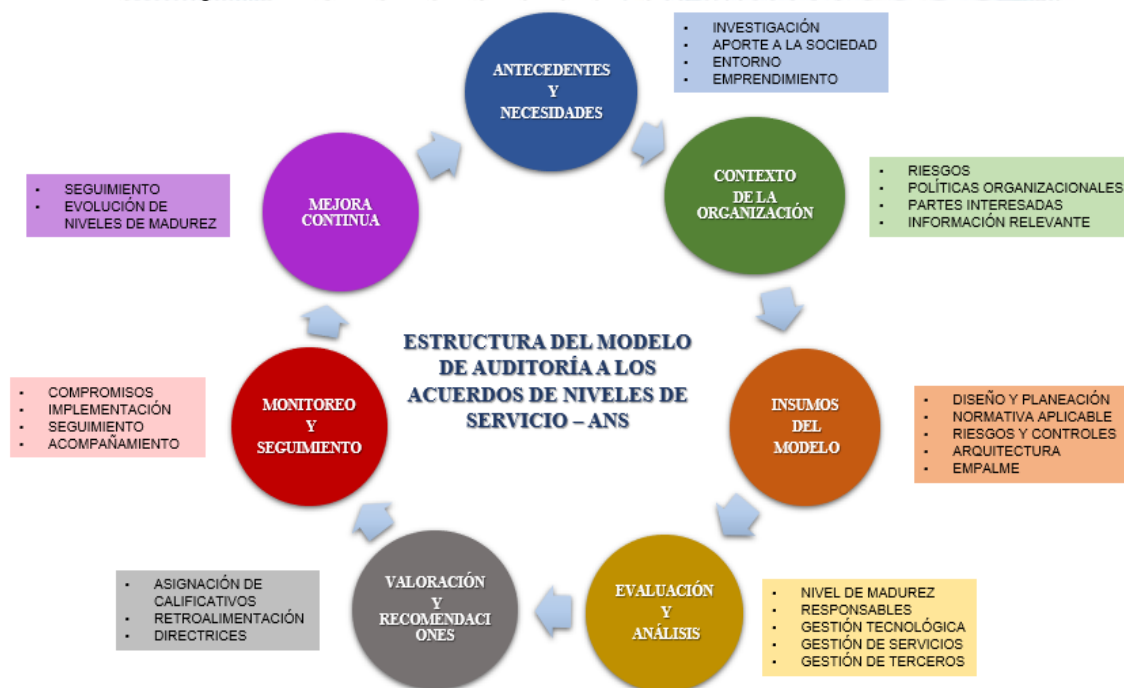 ANTECEDENTES
Y
NECESIDADES
• INVESTIGACIÓN
• APORTE A LA SOCIEDAD
• ENTORNO
• EMPRENDIMIENTO
CONTEXTO
DE LA
ORGANIZACIÓN
• RIESGOS
• POLÍTICAS ORGANIZACIONALES
• PARTES INTERESADAS
• INFORMACIÓN RELEVANTE
INSUMOS
DEL
MODELO
• DISEÑO Y PLANEACIÓN
• NORMATIVA APLICABLE
• RIESGOS Y CONTROLES
• ARQUITECTURA
• EMPALME
EVALUACIÓN
Y
ANÁLISIS
• NIVEL DE MADUREZ
• RESPONSABLES
• GESTIÓN TECNOLÓGICA
• GESTIÓN DE SERVICIOS
• GESTIÓN DE TERCEROS
VALORACIÓN
Y
RECOMENDACI
ONES
• ASIGNACIÓN DE
CALIFICATIVOS
• RETROALIMENTACIÓN
• DIRECTRICES
MONITOREO
Y
SEGUIMIENTO
• COMPROMISOS
• IMPLEMENTACIÓN
• SEGUIMIENTO
• ACOMPAÑAMIENTO
MEJORA
CONTINUA
• SEGUIMIENTO
• EVOLUCIÓN DE
NIVELES DE MADUREZ
ESTRUCTURA DEL MODELO
DE AUDITORÍA A LOS
ACUERDOS DE NIVELES DE
SERVICIO – ANS